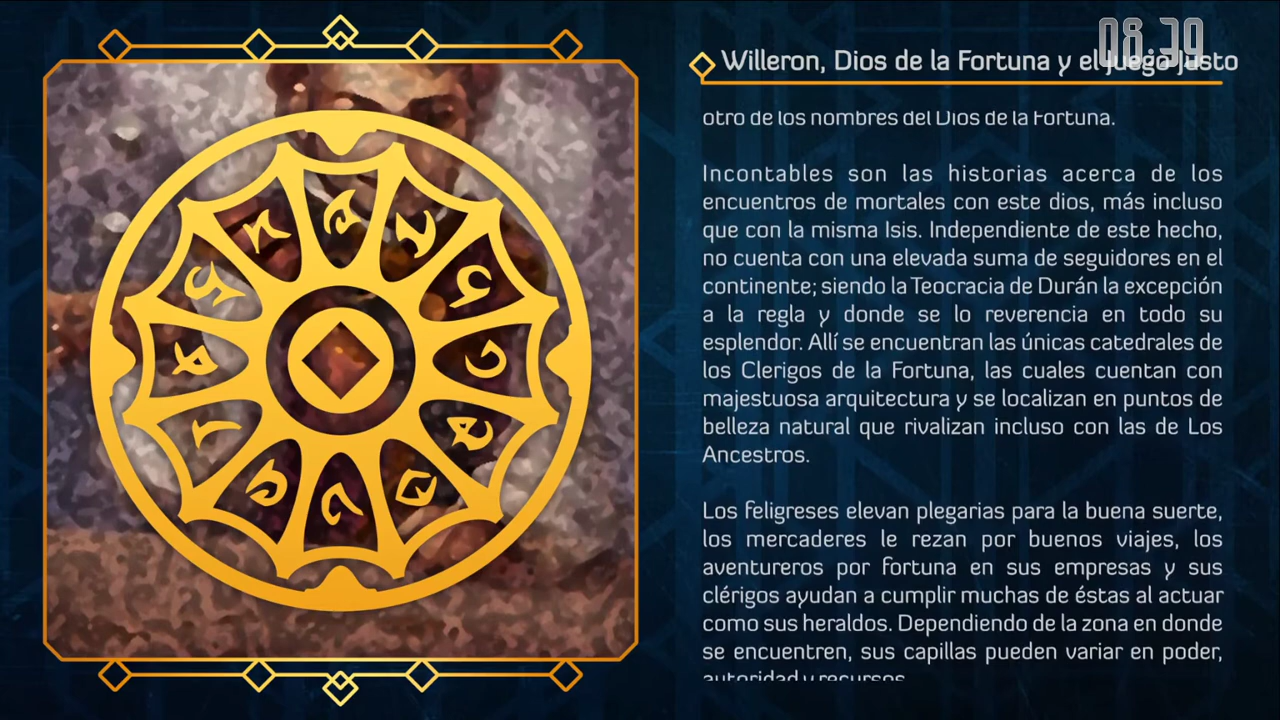 08:39
Willeron, Dios de la Fortuna y el Juego Justo
otro de los nombres del Dios de la Fortuna.
Incontables son las historias acerca de los
encuentros de mortales con este dios, más incluso
que con la misma Isis. Independiente de este hecho,
no cuenta con una elevada suma de seguidores en el
continente; siendo la Teocracia de Durán la excepción
a la regla y donde se lo reverencia en todo su
esplendor. Allí se encuentran las únicas catedrales de
los Clerigos de la Fortuna, las cuales cuentan con
majestuosa arquitectura y se localizan en puntos de
belleza natural que rivalizan incluso con las de Los
Ancestros.
Los feligreses elevan plegarias para la buena suerte,
los mercaderes le rezan por buenos viajes, los
aventureros por fortuna en sus empresas y sus
clérigos ayudan a cumplir muchas de éstas al actuar
como sus heraldos. Dependiendo de la zona en donde
se encuentren, sus capillas pueden variar en poder,
autoridad y recursos